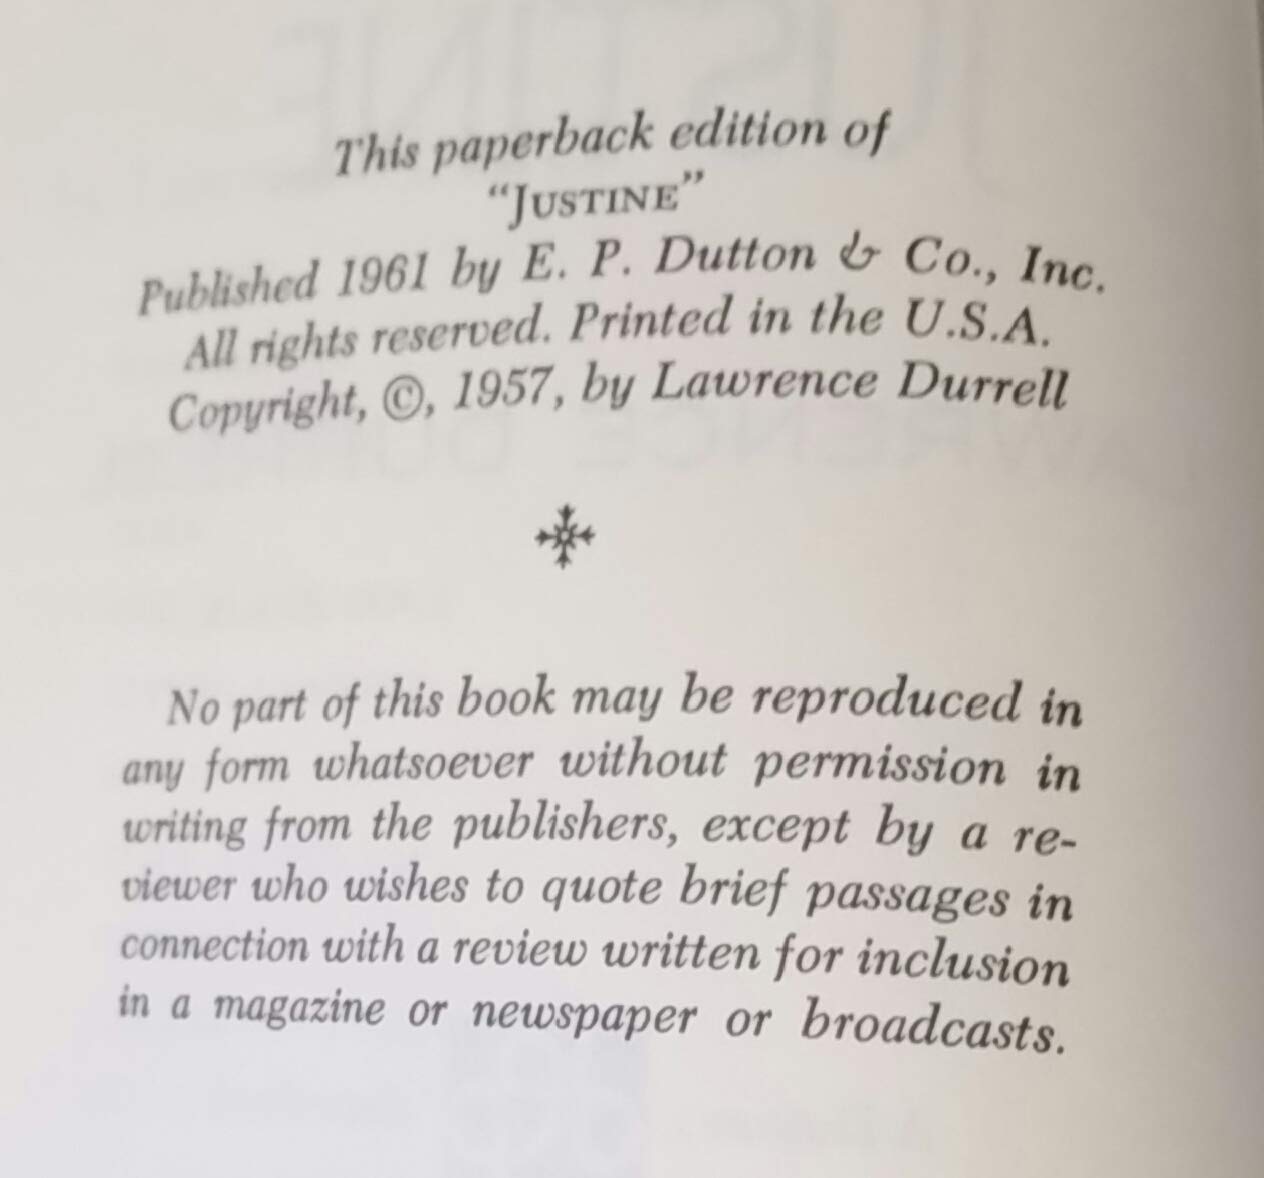 This paperback edition of
“JUSTINE”
Published 1961 by E. P. Dutton & Co., Inc.
All rights reserved. Printed in the U.S.A.
Copyright, ©, 1957, by Lawrence Durrell
No part of this book may be reproduced in
any form whatsoever without permission in
writing from the publishers, except by a re-
viewer who wishes to quote brief passages in
connection with a review written for inclusion
in a magazine or newspaper or broadcasts.